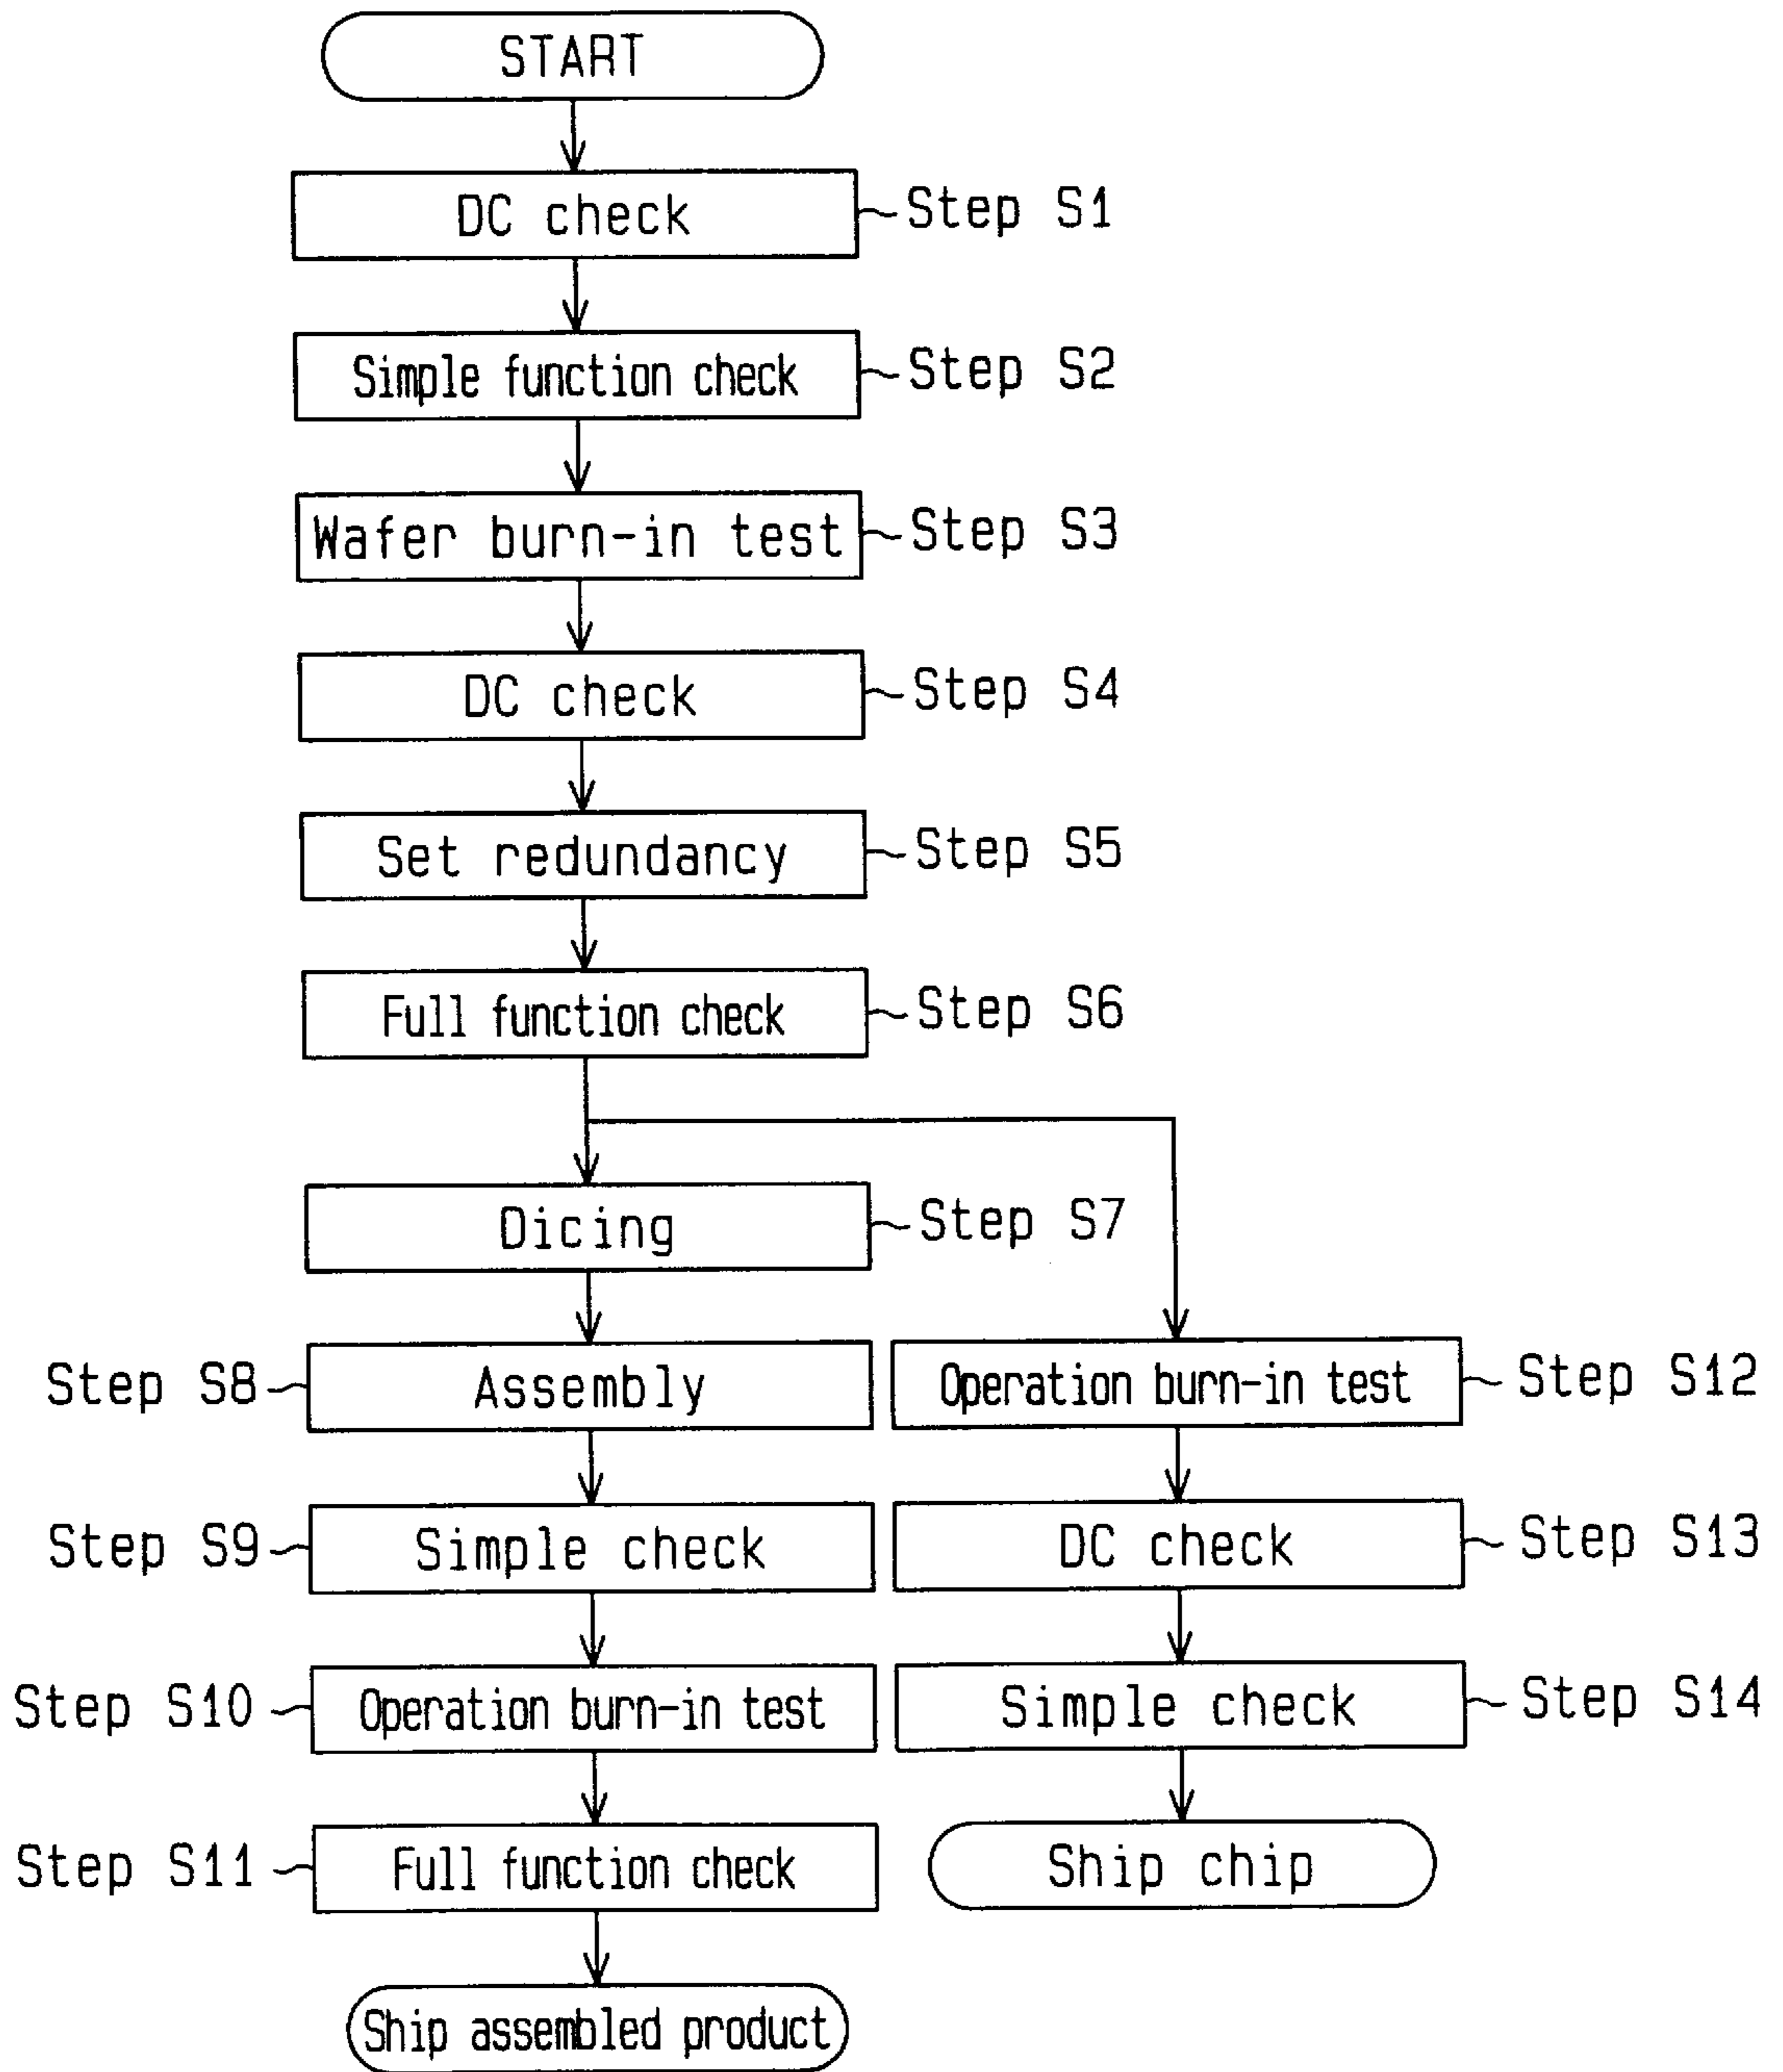 START
DC check
Step S1
Simple function check
Step S2
Wafer burn-in test
Step S3
DC check
Step S4
Set redundancy
Step S5
Full function check
Step S6
Dicing
Step S7
Step S8
Assembly
Operation burn-in test
Step S12
Step S9
Simple check
DC check
Step S13
Step S10
Operation burn-in test
Simple check
Step S14
Step S11
Full function check
Ship chip
Ship assembled product